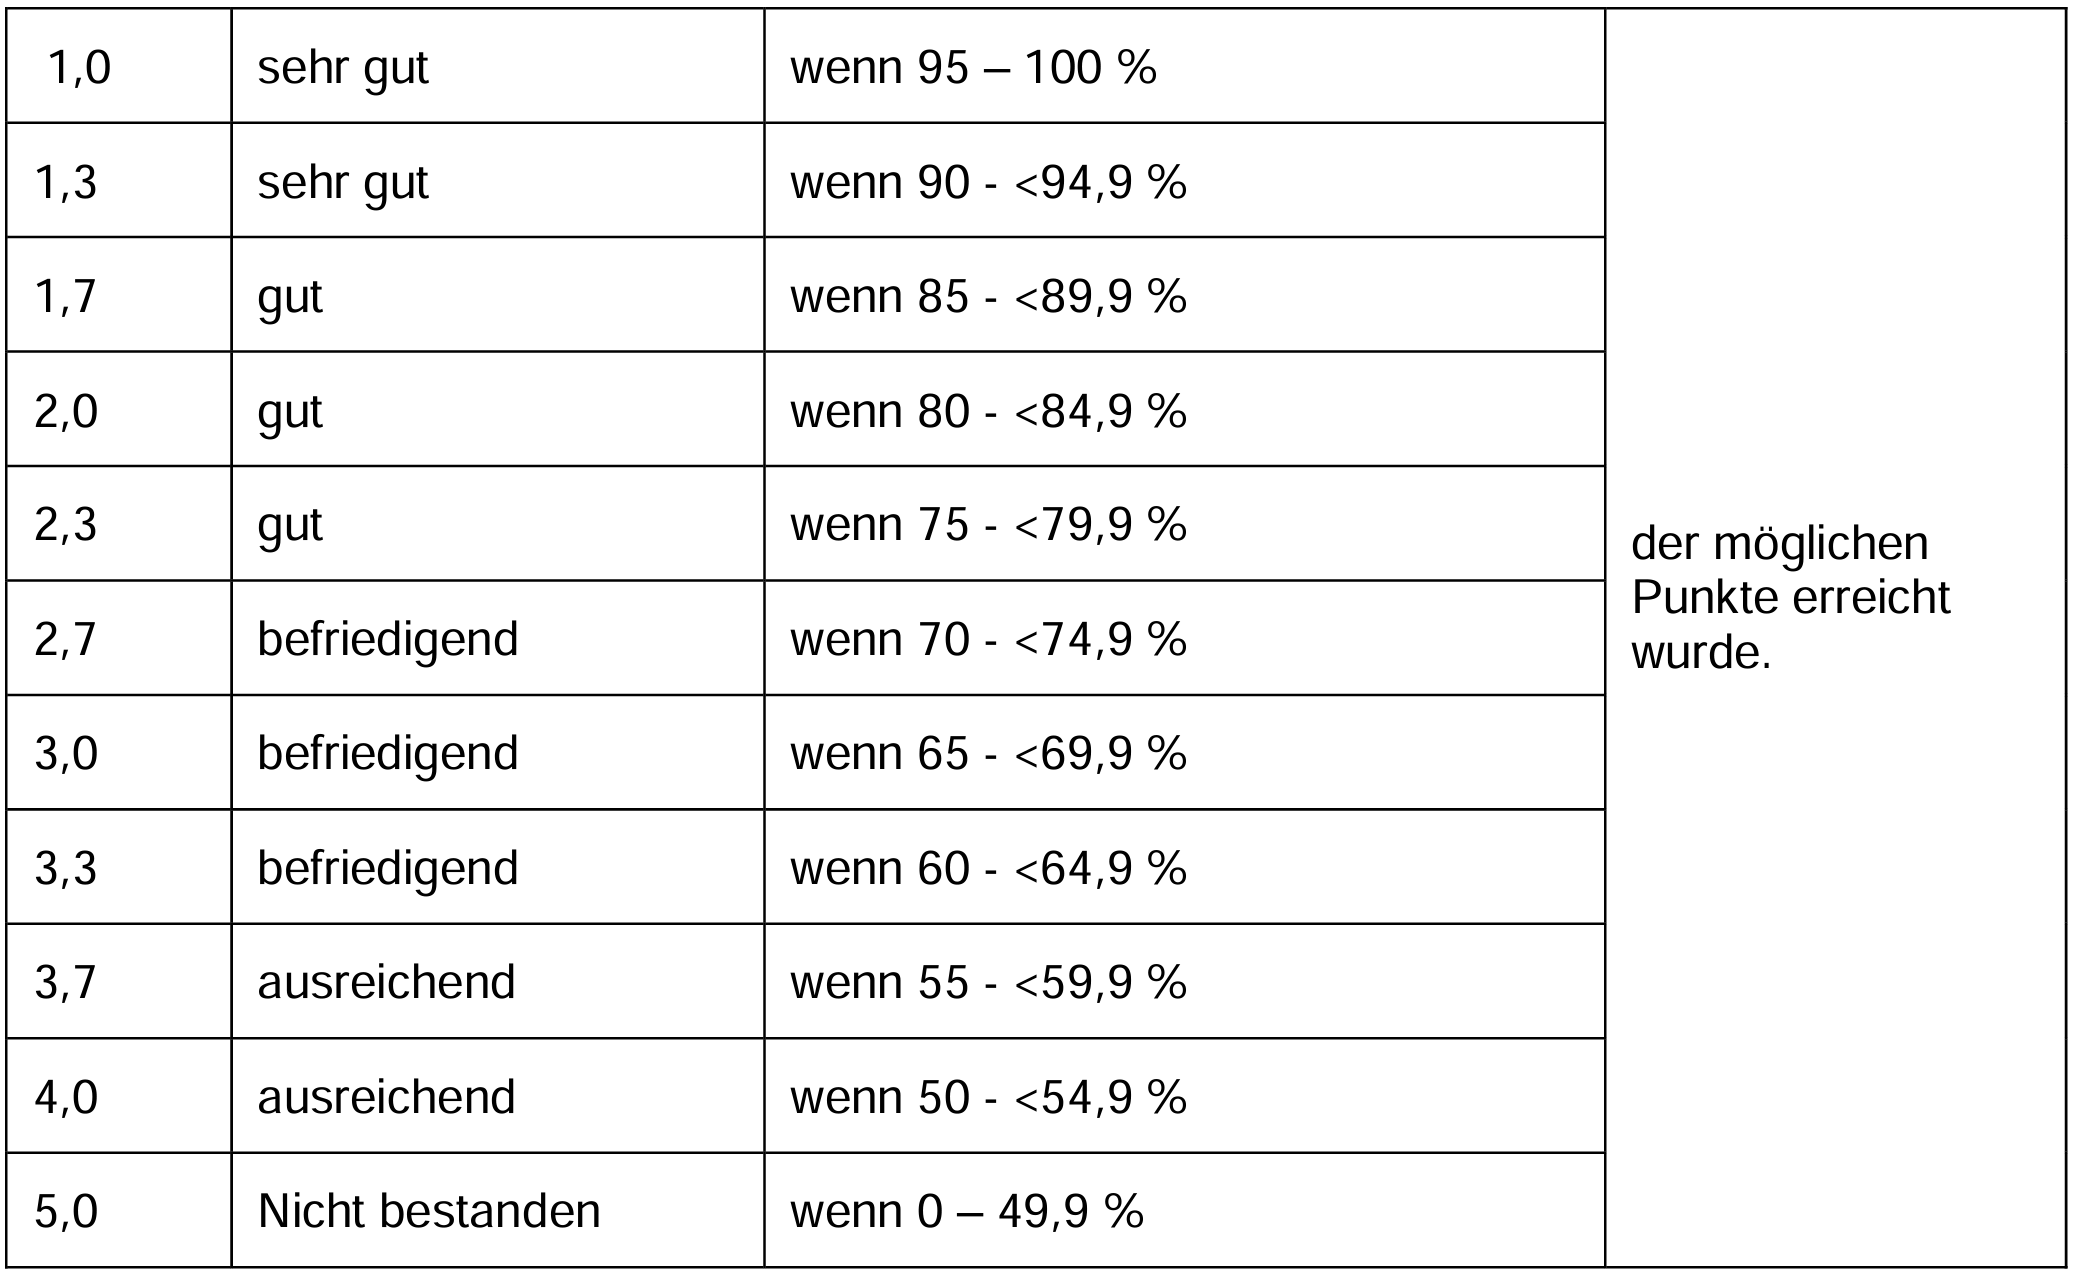 1,0 sehr gut wenn 95 – 100 %
1,3 sehr gut wenn 90 - <94,9 %
1,7 gut wenn 85 - <89,9 %
2,0 gut wenn 80 - <84,9 %
2,3 gut wenn 75 - <79,9 %
2,7 befriedigend wenn 70 - <74,9 %
3,0 befriedigend wenn 65 - <69,9 %
3,3 befriedigend wenn 60 - <64,9 %
3,7 ausreichend wenn 55 - <59,9 %
4,0 ausreichend wenn 50 - <54,9 %
5,0 Nicht bestanden wenn 0 – 49,9 %
der möglichen
Punkte erreicht
wurde.